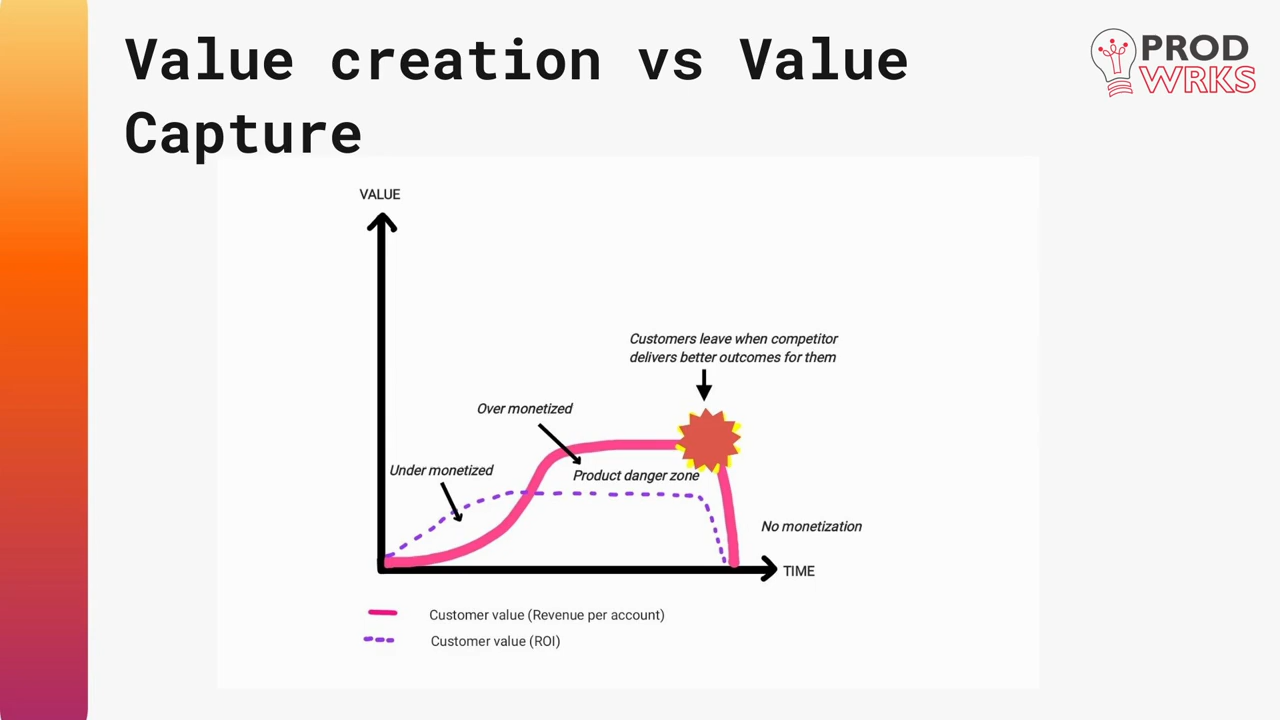 Value creation vs Value
Capture
PROD
WRKS
VALUE
Customers leave when competitor
delivers better outcomes for them
Over monetized
Under monetized
Product danger zone
No monetization
TIME
Customer value (Revenue per account)
Customer value (ROI)